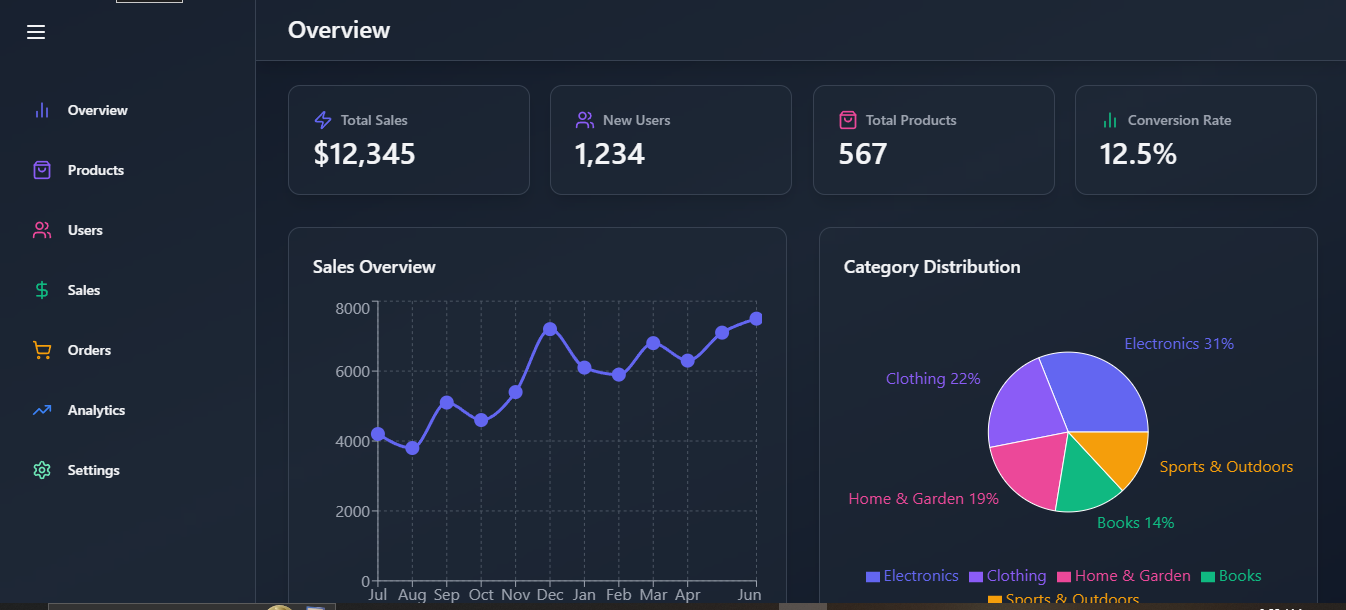 Overview
Overview
Products
Users
Sales
Orders
Analytics
Settings
Total Sales
$12,345
New Users
1,234
Total Products
567
Conversion Rate
12.5%
Sales Overview
8000
6000
4000
2000
0
Jul Aug Sep Oct Nov Dec Jan Feb Mar Apr Jun
Category Distribution
Electronics 31%
Clothing 22%
Sports & Outdoors
Home & Garden 19%
Books 14%
Electronics Clothing Home & Garden Books
Sports & Outdoors